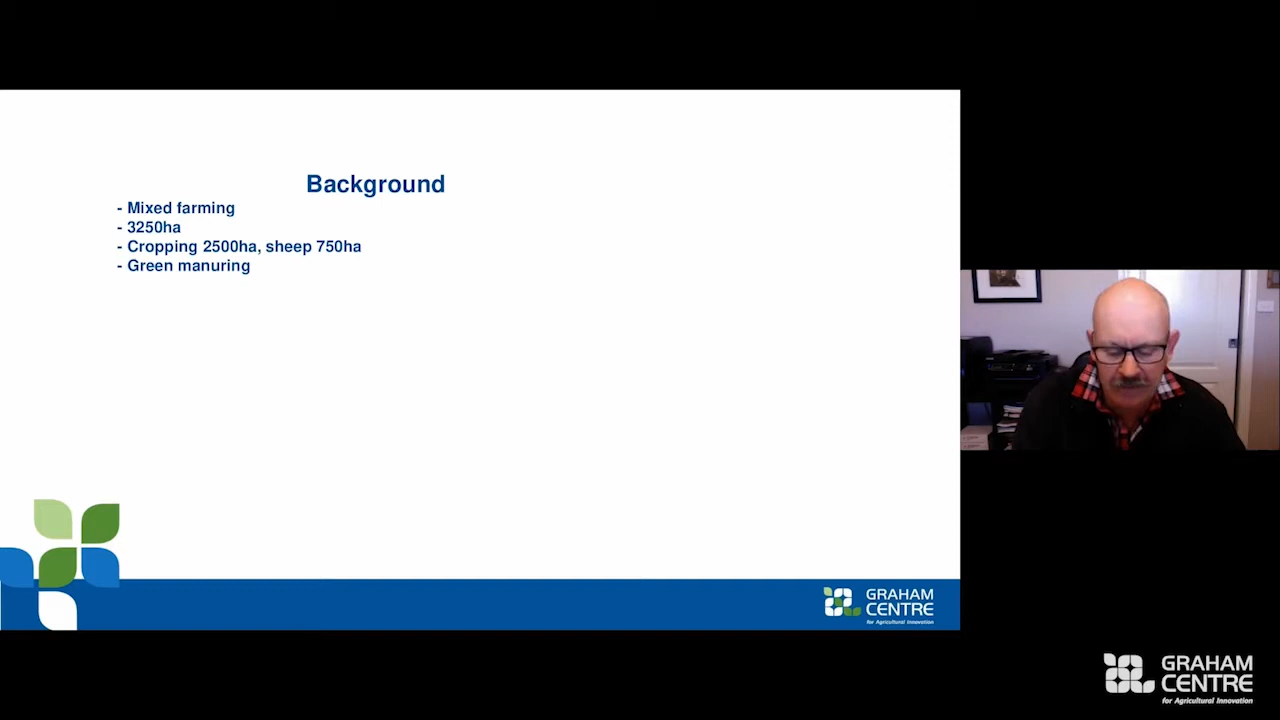 Background
- Mixed farming
- 3250ha
- Cropping 2500ha, sheep 750ha
- Green manuring
GRAHAM
CENTRE
for Agricultural Innovation
GRAHAM
CENTRE
for Agricultural Innovation